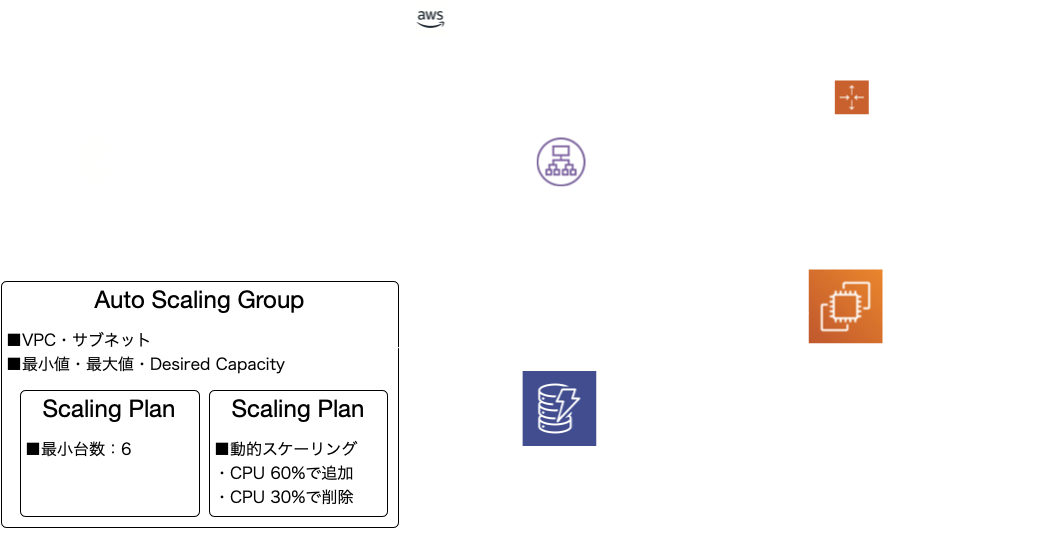 aws
Auto Scaling Group
■VPC・サブネット
■最小値・最大値・Desired Capacity
Scaling Plan
■最小台数：6
Scaling Plan
■動的スケーリング
・CPU 60%で追加
・CPU 30%で削除